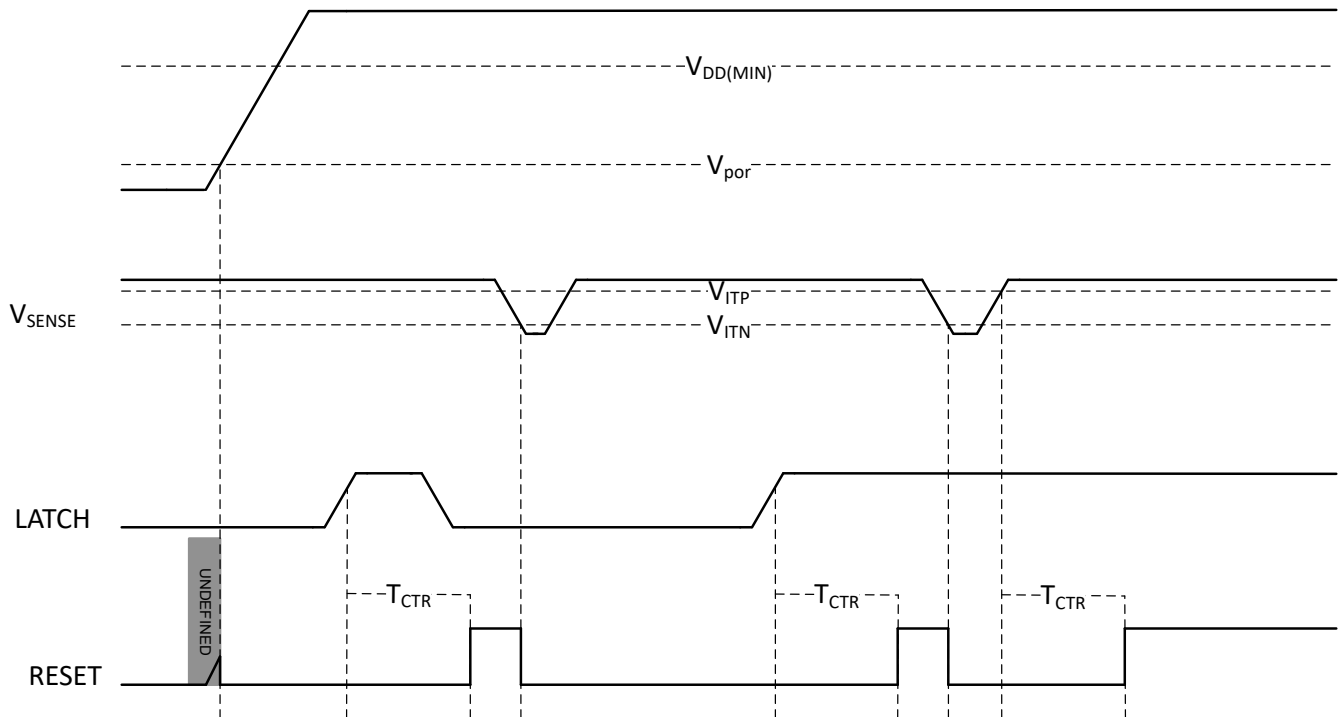 V_DD(MIN)
V_por
V_ITP
V_SENSE
V_ITN
LATCH
UNDEFINED
T_CTR
T_CTR
T_CTR
RESET